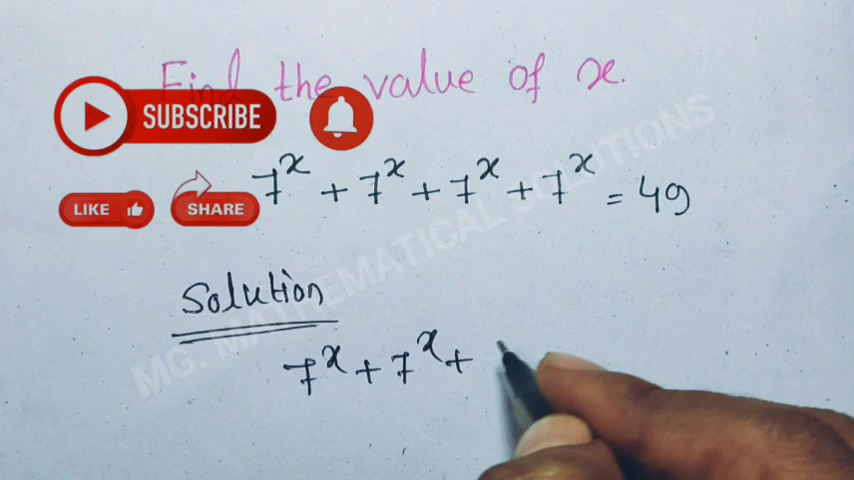 Find the value of x.
SUBSCRIBE
7^x + 7^x + 7^x + 7^x = 49
LIKE SHARE
MG. MATHEMATICAL SOLUTIONS
Solution
7^x + 7^x +